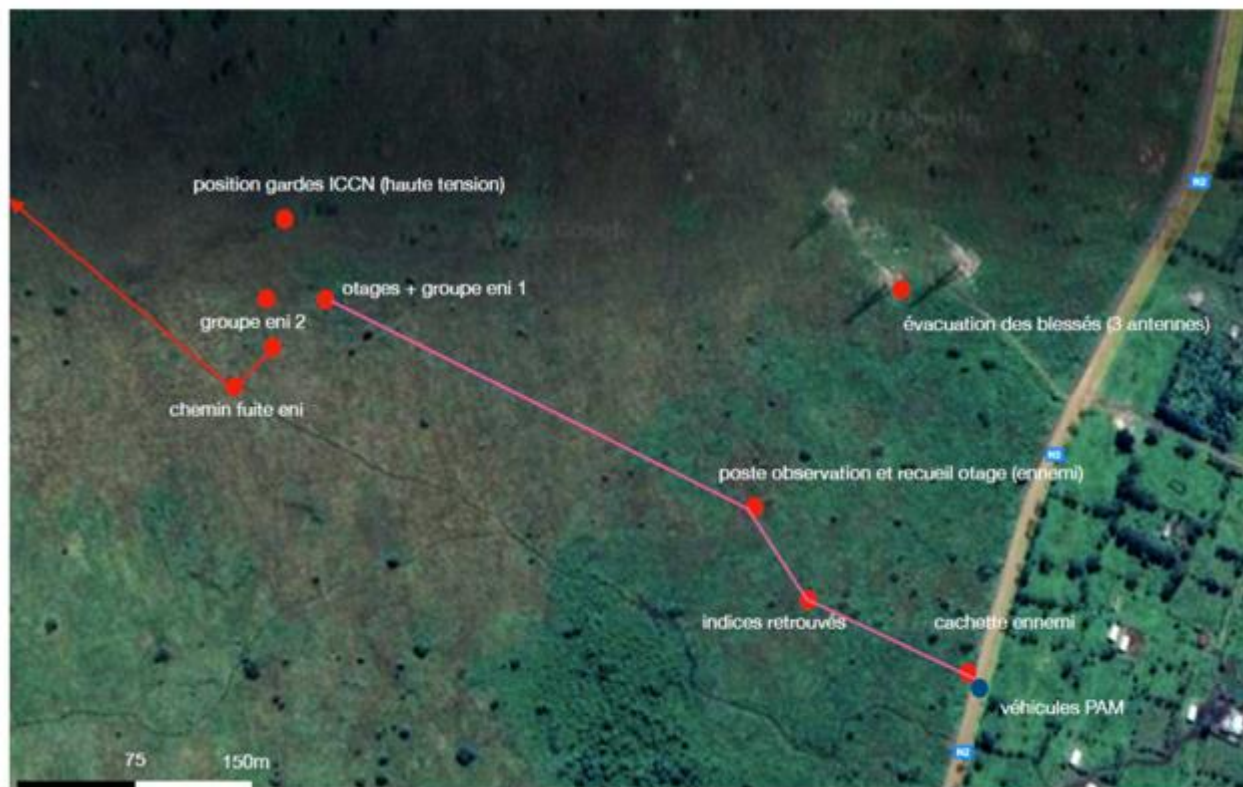 N2
position gardes ICCN (haute tension)
otages + groupe eni 1
groupe eni 2
évacuation des blessés (3 antennes)
chemin fuite eni
N2
poste observation et recueil otage (ennemi)
indices retrouvés
cachette ennemi
véhicules PAM
N2
75
150m